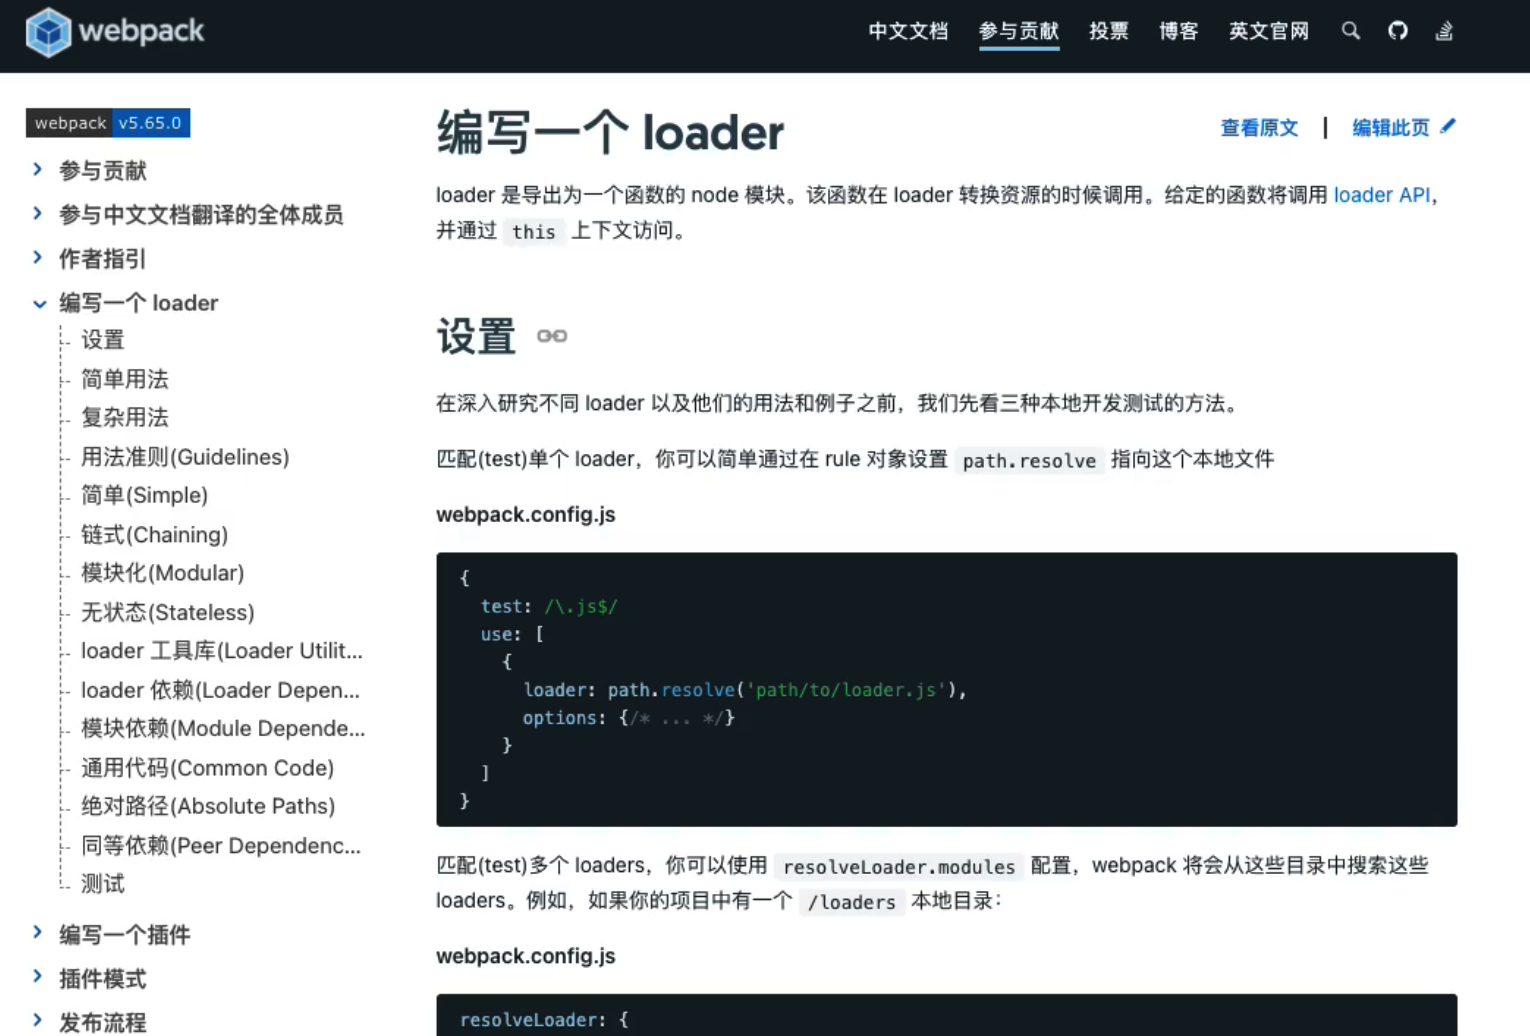 webpack
中文文档 参与贡献 投票 博客 英文官网
webpack v5.65.0
参与贡献
参与中文文档翻译的全体成员
作者指引
编写一个 loader
设置
简单用法
复杂用法
用法准则(Guidelines)
简单(Simple)
链式(Chaining)
模块化(Modular)
无状态(Stateless)
loader 工具库(Loader Utilit...
loader 依赖(Loader Depen...
模块依赖(Module Depende...
通用代码(Common Code)
绝对路径(Absolute Paths)
同等依赖(Peer Dependenc...
测试
编写一个插件
插件模式
发布流程
编写一个 loader
查看原文 | 编辑此页
loader 是导出为一个函数的 node 模块。该函数在 loader 转换资源的时候调用。给定的函数将调用 loader API，
并通过 this 上下文访问。
设置
在深入研究不同 loader 以及他们的用法和例子之前，我们先看三种本地开发测试的方法。
匹配(test)单个 loader，你可以简单通过在 rule 对象设置 path.resolve 指向这个本地文件
webpack.config.js
{
  test: /\.js$/
  use: [
    {
      loader: path.resolve('path/to/loader.js'),
      options: {/* ... */}
    }
  ]
}
匹配(test)多个 loaders，你可以使用 resolveLoader.modules 配置，webpack 将会从这些目录中搜索这些
loaders。例如，如果你的项目中有一个 /loaders 本地目录：
webpack.config.js
resolveLoader: {